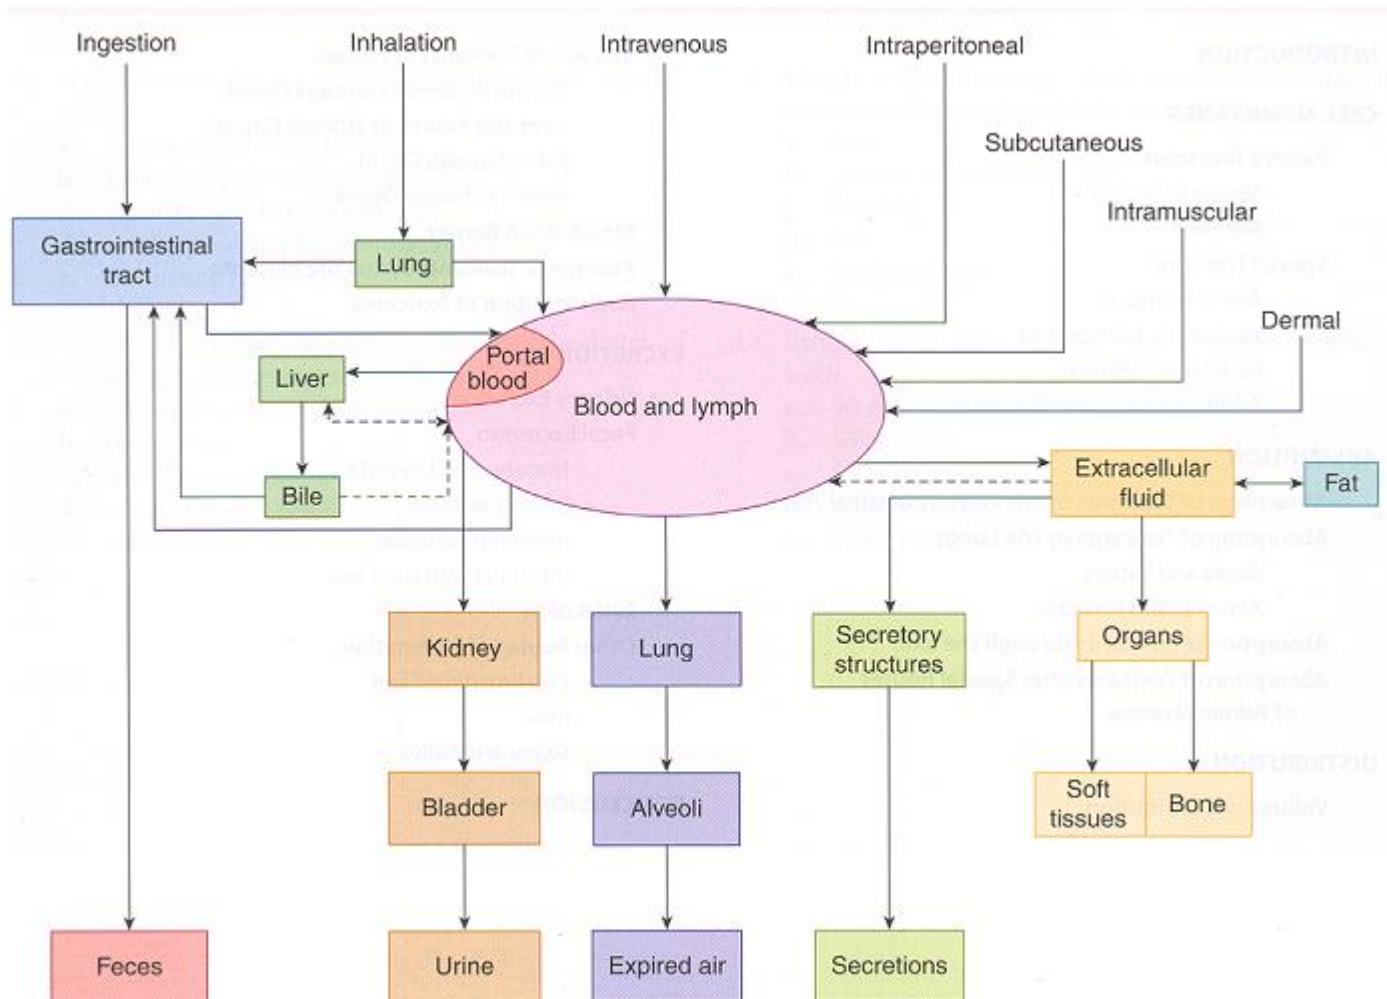 Ingestion
Inhalation
Intravenous
Intraperitoneal
Subcutaneous
Intramuscular
Dermal
Gastrointestinal
tract
Lung
Liver
Bile
Portal
blood
Blood and lymph
Extracellular
fluid
Fat
Kidney
Lung
Secretory
structures
Organs
Bladder
Alveoli
Soft
tissues
Bone
Feces
Urine
Expired air
Secretions